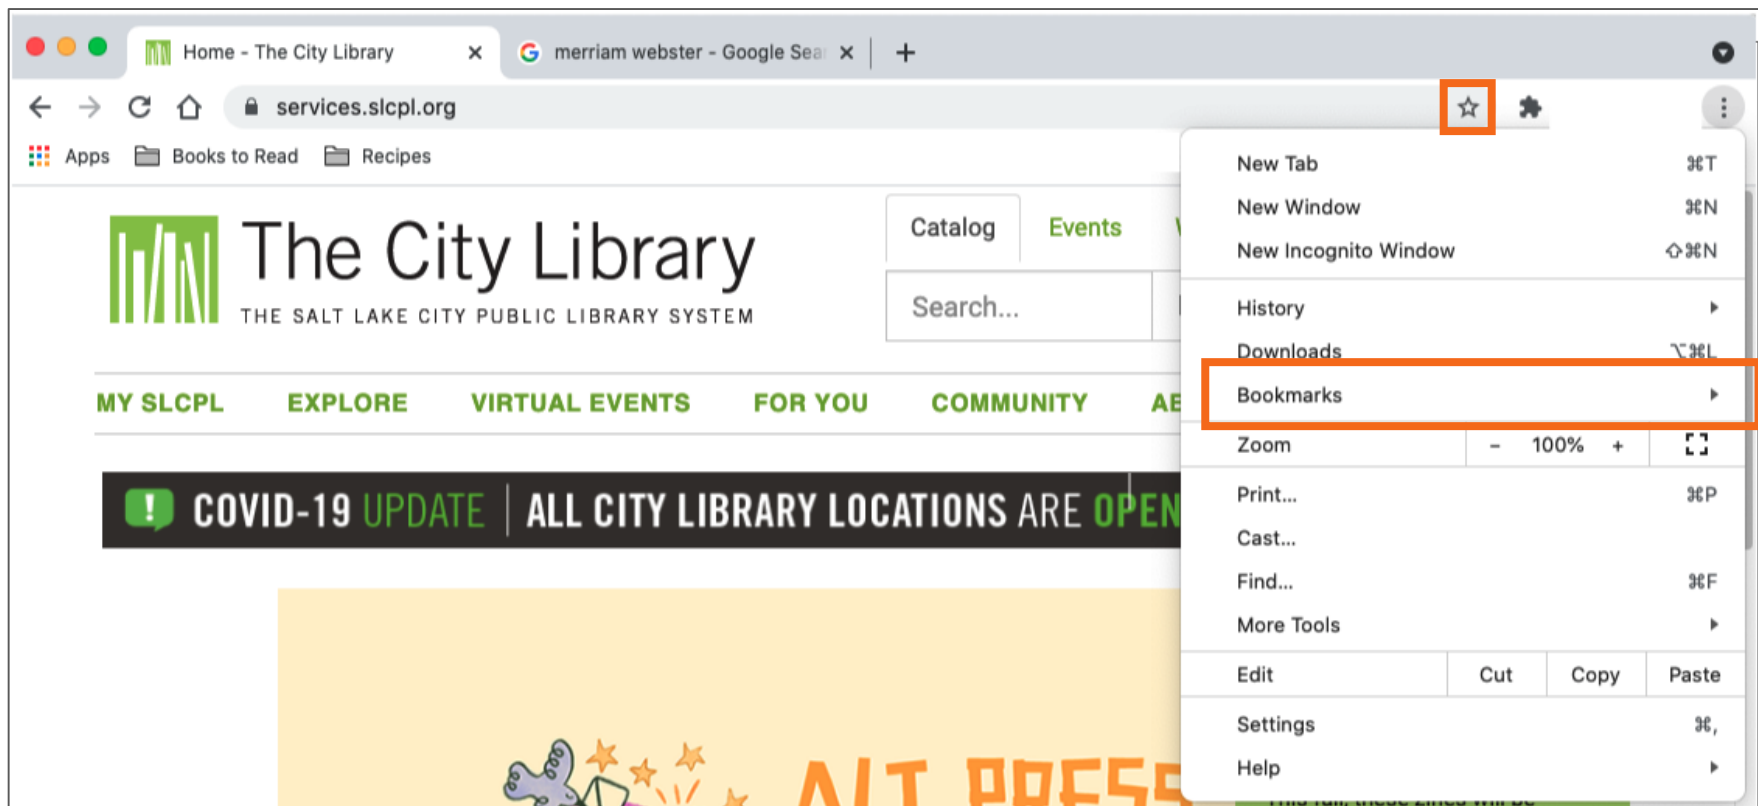 Home - The City Library
merriam webster - Google Sea
services.slcpl.org
Apps
Books to Read
Recipes
The City Library
THE SALT LAKE CITY PUBLIC LIBRARY SYSTEM
Catalog
Events
Search...
MY SLCPL
EXPLORE
VIRTUAL EVENTS
FOR YOU
COMMUNITY
COVID-19 UPDATE
ALL CITY LIBRARY LOCATIONS ARE OPEN
ALT PRESS
New Tab ⌘T
New Window ⌘N
New Incognito Window ⇧⌘N
History
Downloads ⌥⌘L
Bookmarks
Zoom - 100% +
Print... ⌘P
Cast...
Find... ⌘F
More Tools
Edit Cut Copy Paste
Settings ⌘,
Help